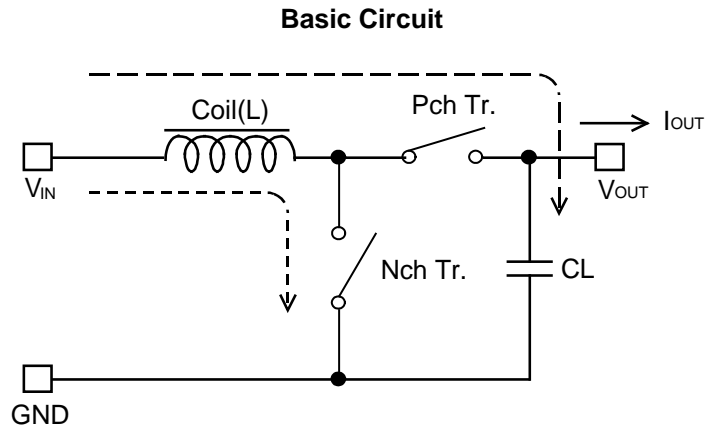 Basic Circuit
Coil(L)
Pch Tr.
IOUT
VIN
VOUT
Nch Tr.
CL
GND